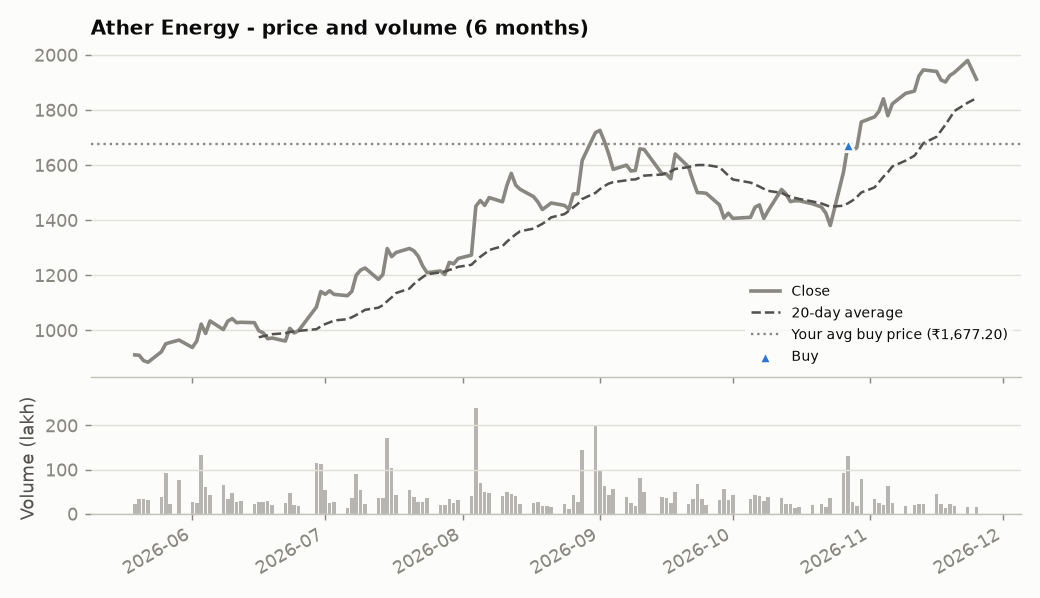 Ather Energy - price and volume (6 months)
2000
1800
1600
1400
1200
1000
Close
20-day average
Your avg buy price (₹1,677.20)
Buy
Volume (lakh)
200
100
0
2026-06
2026-07
2026-08
2026-09
2026-10
2026-11
2026-12